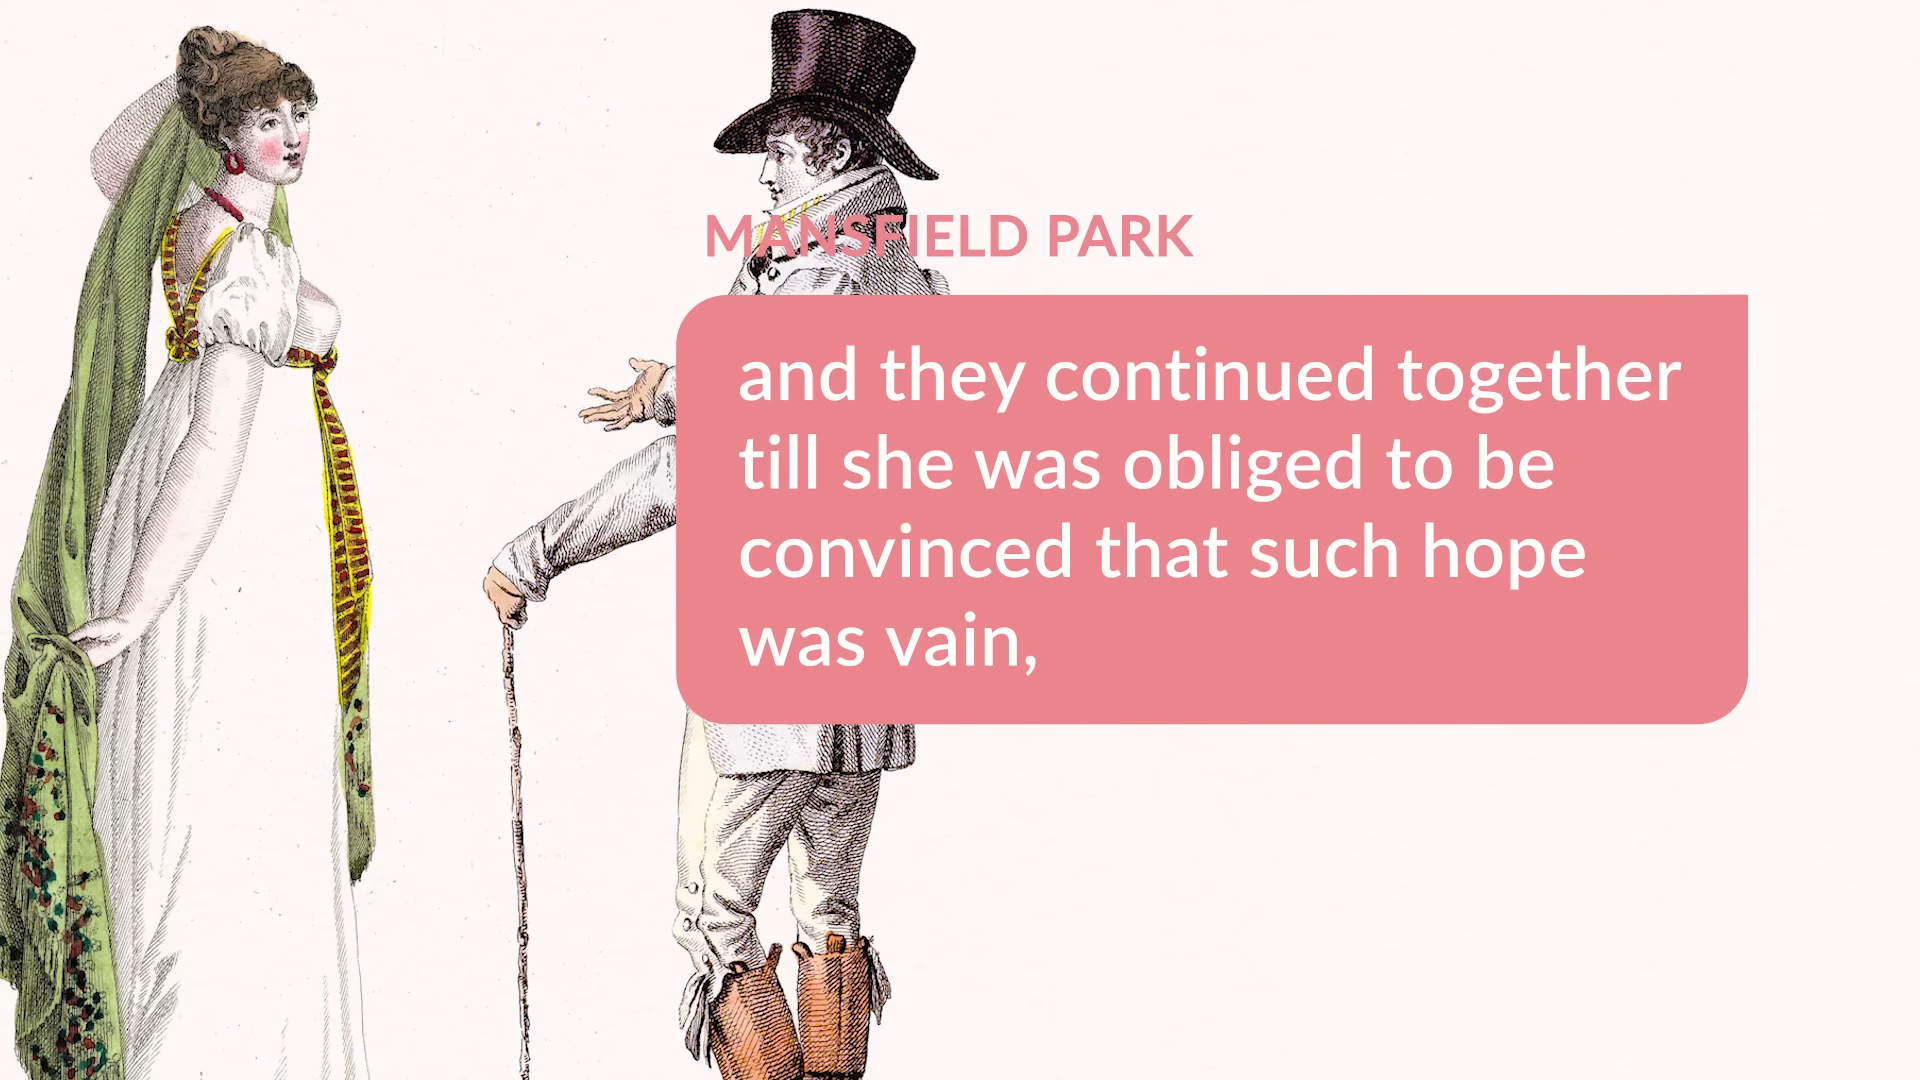 MANSFIELD PARK
and they continued together
till she was obliged to be
convinced that such hope
was vain,